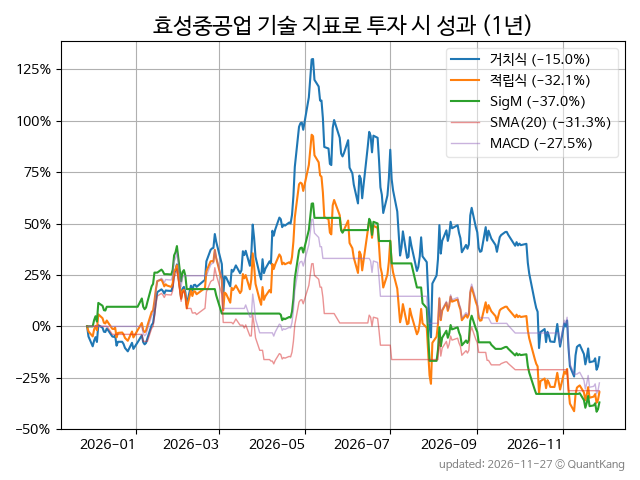 효성중공업 기술 지표로 투자 시 성과 (1년)
거치식 (−15.0%)
적립식 (−32.1%)
SigM (−37.0%)
SMA(20) (−31.3%)
MACD (−27.5%)
125%
100%
75%
50%
25%
0%
−25%
−50%
2026-01 2026-03 2026-05 2026-07 2026-09 2026-11
updated: 2026-11-27 © QuantKang